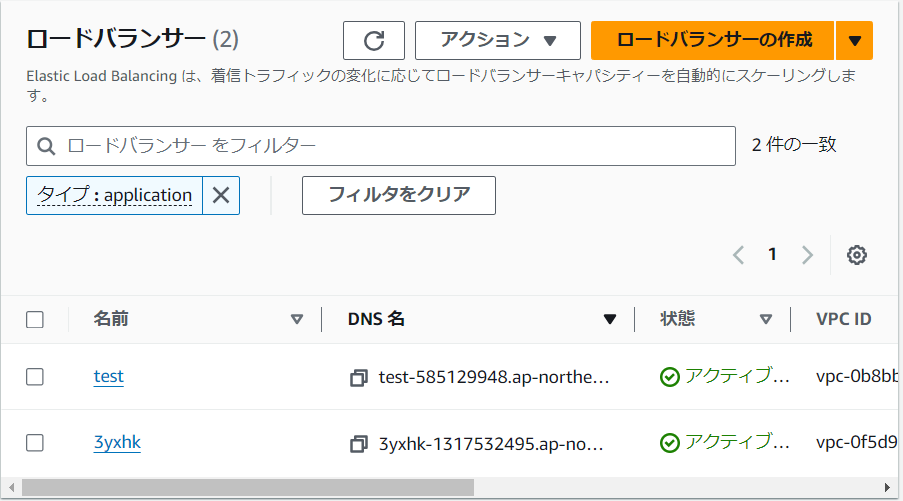 ロードバランサー (2)
アクション
ロードバランサーの作成
Elastic Load Balancing は、着信トラフィックの変化に応じてロードバランサーキャパシティーを自動的にスケーリングしま
す。
ロードバランサー をフィルター
2 件の一致
タイプ : application
フィルタをクリア
1
名前 DNS 名 状態 VPC ID
test test-585129948.ap-northe... アクティブ... vpc-0b8bb
3yxhk 3yxhk-1317532495.ap-no... アクティブ... vpc-0f5d9